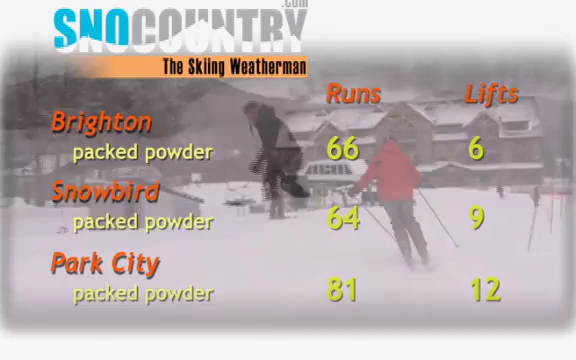 .com
SNOCOUNTRY
The Skiing Weatherman
Runs Lifts
Brighton
packed powder 66 6
Snowbird
packed powder 64 9
Park City
packed powder 81 12